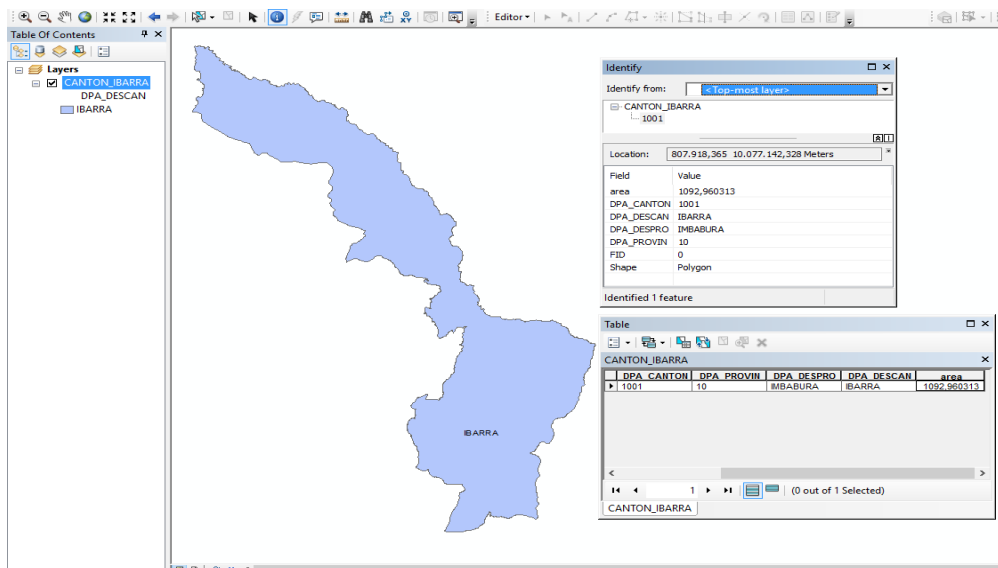 Editor
Table Of Contents
Layers
CANTON_IBARRA
DPA_DESCAN
IBARRA
IBARRA
Identify
Identify from: <Top-most layer>
CANTON_IBARRA
1001
Location: 807.918,365 10.077.142,328 Meters
Field Value
area 1092,960313
DPA_CANTON 1001
DPA_DESCAN IBARRA
DPA_DESPRO IMBABURA
DPA_PROVIN 10
FID 0
Shape Polygon
Identified 1 feature
Table
CANTON_IBARRA
DPA_CANTON DPA_PROVIN DPA_DESPRO DPA_DESCAN area
1001 10 IMBABURA IBARRA 1092,960313
1 (0 out of 1 Selected)
CANTON_IBARRA